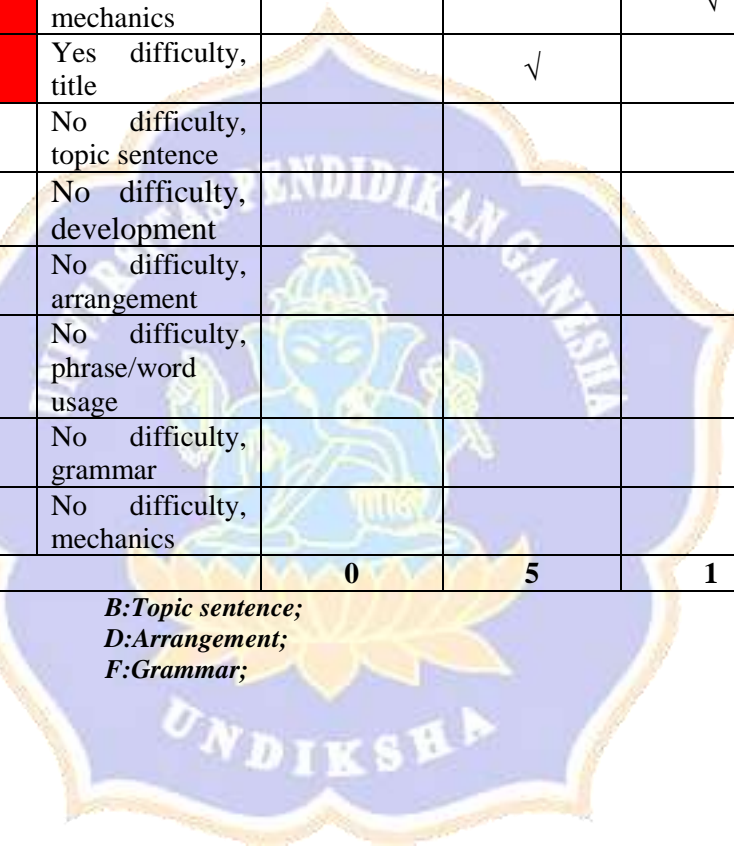 mechanics √
Yes difficulty,
title √
No difficulty,
topic sentence
No difficulty,
development
No difficulty,
arrangement
No difficulty,
phrase/word
usage
No difficulty,
grammar
No difficulty,
mechanics
0 5 1
B:Topic sentence;
D:Arrangement;
F:Grammar;
UNIVERSITAS PENDIDIKAN GANESHA
UNDIKSHA